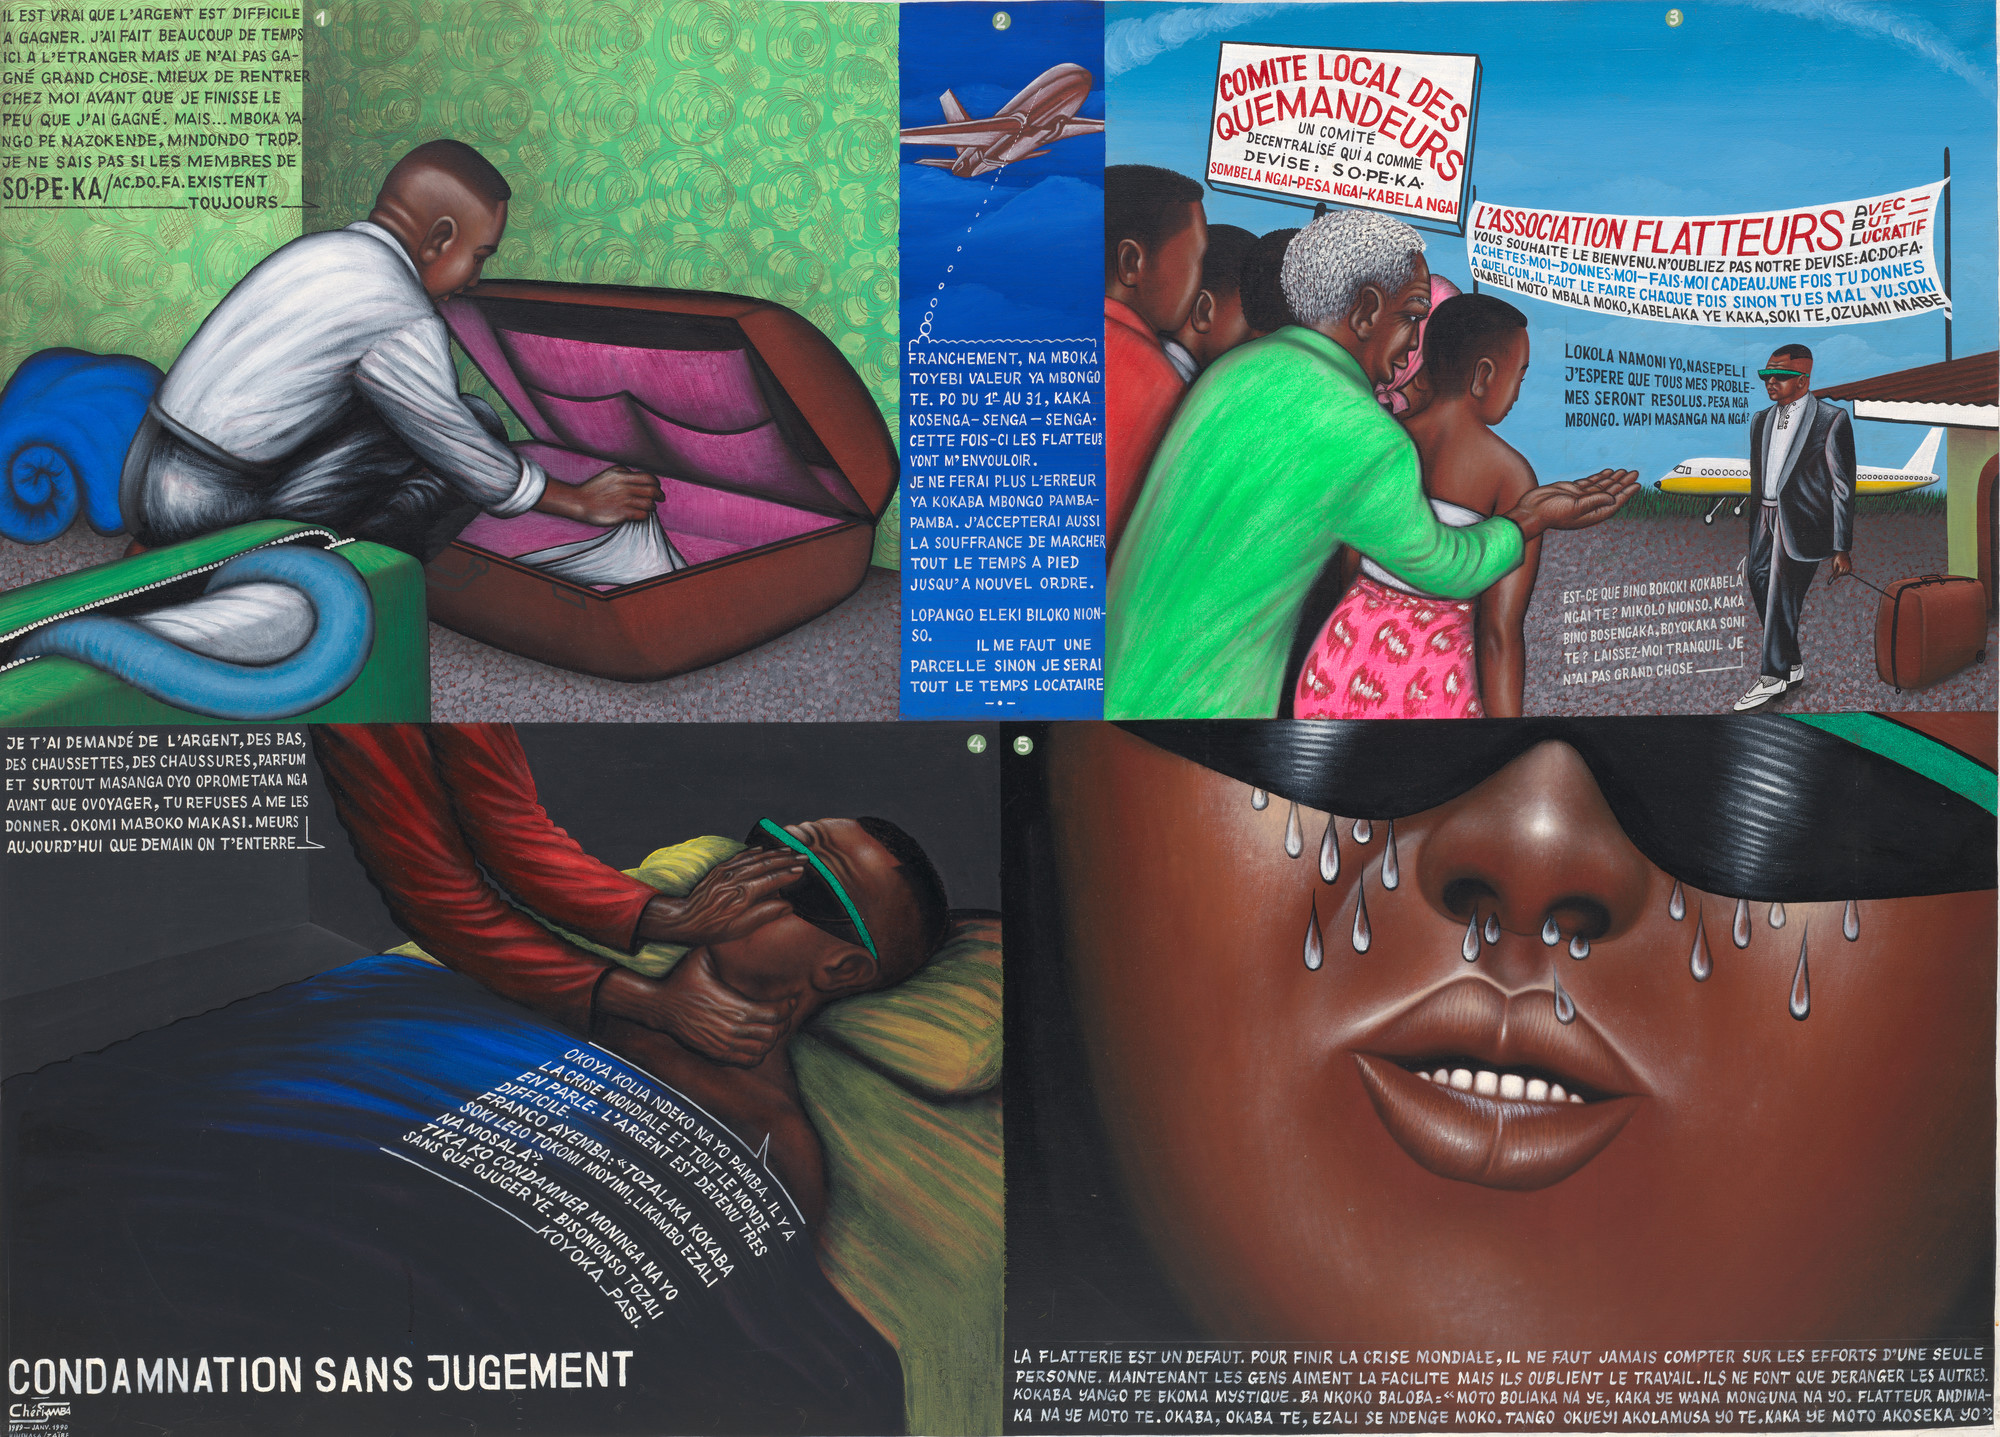 1
IL EST VRAI QUE L'ARGENT EST DIFFICILE
A GAGNER. J'AI FAIT BEAUCOUP DE TEMPS
ICI A L'ETRANGER MAIS JE N'AI PAS GA-
GNÉ GRAND CHOSE. MIEUX DE RENTRER
CHEZ MOI AVANT QUE JE FINISSE LE
PEU QUE J'AI GAGNÉ. MAIS... MBOKA YA-
NGO PE NAZOKENDE, MINDONDO TROP.
JE NE SAIS PAS SI LES MEMBRES DE
SO·PE·KA/AC.DO.FA. EXISTENT
TOUJOURS
2
FRANCHEMENT, NA MBOKA
TOYEBI VALEUR YA MBONGO
TE. PO DU 1er AU 31, KAKA
KOSENGA-SENGA-SENGA.
CETTE FOIS-CI LES FLATTEUS
VONT M'ENVOULOIR.
JE NE FERAI PLUS L'ERREUR
YA KOKABA MBONGO PAMBA-
PAMBA. J'ACCEPTERAI AUSSI
LA SOUFFRANCE DE MARCHER
TOUT LE TEMPS A PIED
JUSQU'A NOUVEL ORDRE.
LOPANGO ELEKI BILOKO NION-
SO.
IL ME FAUT UNE
PARCELLE SINON JE SERAI
TOUT LE TEMPS LOCATAIRE
3
COMITE LOCAL DES
QUEMANDEURS
UN COMITÉ
DECENTRALISÉ QUI A COMME
DEVISE: SO·PE·KA·
SOMBELA NGAI-PESA NGAI-KABELA NGAI
L'ASSOCIATION FLATTEURS AVEC
BUT
LUCRATIF
VOUS SOUHAITE LE BIENVENU. N'OUBLIEZ PAS NOTRE DEVISE: AC·DO·FA·
ACHETES-MOI-DONNES-MOI-FAIS-MOI CADEAU. UNE FOIS TU DONNES
A QUELCUN, IL FAUT LE FAIRE CHAQUE FOIS SINON TU ES MAL VU. SOKI
OKABELI MOTO MBALA MOKO, KABELAKA YE KAKA, SOKI TE, OZUAMI MABE
LOKOLA NAMONI YO, NASEPELI
J'ESPERE QUE TOUS MES PROBLE-
MES SERONT RESOLUS. PESA NGA
MBONGO. WAPI MASANGA NA NGA?
EST-CE QUE BINO BOKOKI KOKABELA
NGAI TE? MIKOLO NIONSO, KAKA
BINO BOSENGAKA, BOYOKAKA SONI
TE? LAISSEZ-MOI TRANQUIL JE
N'AI PAS GRAND CHOSE
4
JE T'AI DEMANDÉ DE L'ARGENT, DES BAS,
DES CHAUSSETTES, DES CHAUSSURES, PARFUM
ET SURTOUT MASANGA OYO OPROMETAKA NGA
AVANT QUE OVOYAGER, TU REFUSES A ME LES
DONNER. OKOMI MABOKO MAKASI. MEURS
AUJOURD'HUI QUE DEMAIN ON T'ENTERRE
OKOYA KOLIA NDEKO NA YO PAMBA. IL Y A
LA CRISE MONDIALE ET TOUT LE MONDE
EN PARLE. L'ARGENT EST DEVENU TRES
DIFFICILE.
FRANCO AYEMBA: «TOZALAKA KOKABA
SOKI LELO TOKOMI MOYIMI, LIKAMBO EZALI
NA MOSALA».
TIKA KO CONDAMNER MONINGA NA YO
SANS QUE OJUGER YE. BISO NIONSO TOZALI
KOYOKA PASI.
CONDAMNATION SANS JUGEMENT
Chéri SAMBA
1989 - JANV. 1990
KINSHASA/ZAÏRE
5
LA FLATTERIE EST UN DEFAUT. POUR FINIR LA CRISE MONDIALE, IL NE FAUT JAMAIS COMPTER SUR LES EFFORTS D'UNE SEULE
PERSONNE. MAINTENANT LES GENS AIMENT LA FACILITE MAIS ILS OUBLIENT LE TRAVAIL. ILS NE FONT QUE DERANGER LES AUTRES.
KOKABA YANGO PE EKOMA MYSTIQUE. BA NKOKO BALOBA: «MOTO BOLIAKA NA YE, KAKA YE WANA MONGUNA NA YO. FLATTEUR ANDIMA-
KA NA YE MOTO TE. OKABA, OKABA TE, EZALI SE NDENGE MOKO. TANGO OKUEYI AKOLAMUSA YO TE. KAKA YE MOTO AKOSEKA YO».